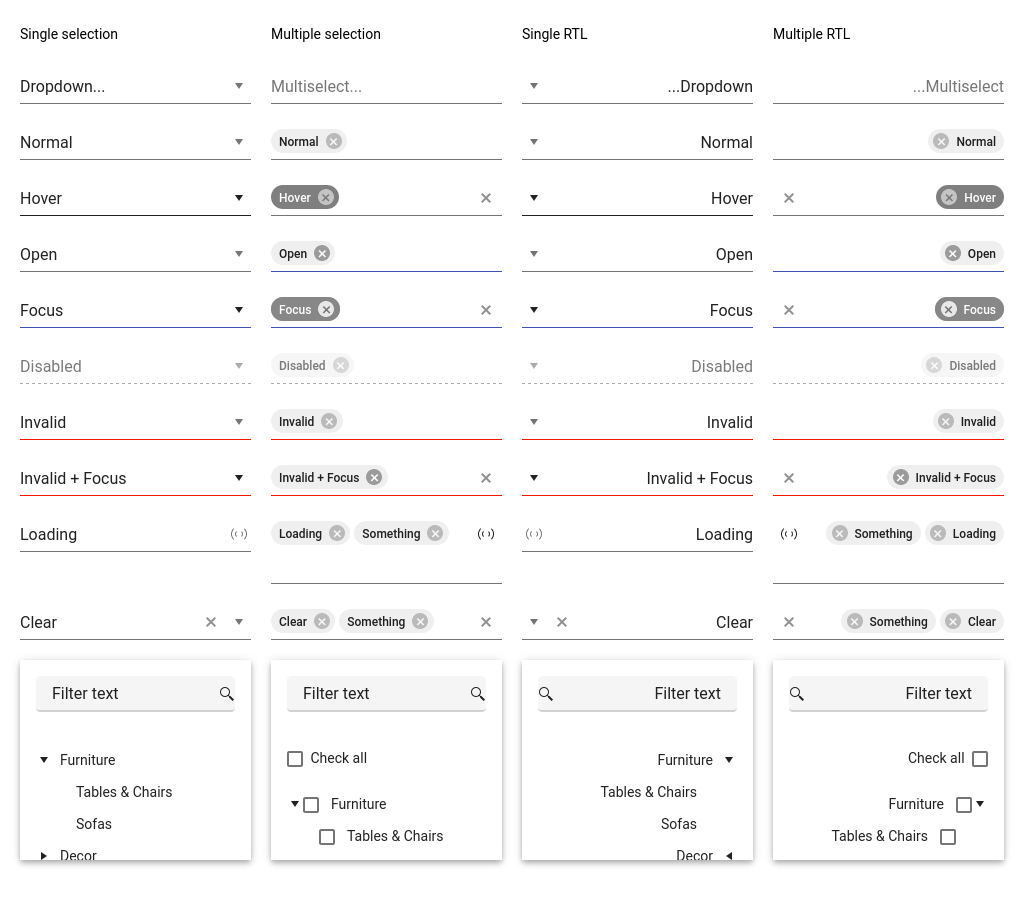 Single selection Multiple selection Single RTL Multiple RTL
Dropdown... Multiselect... ...Dropdown ...Multiselect
Normal Normal Normal Normal
Hover Hover Hover Hover
Open Open Open Open
Focus Focus Focus Focus
Disabled Disabled Disabled Disabled
Invalid Invalid Invalid Invalid
Invalid + Focus Invalid + Focus Invalid + Focus Invalid + Focus
Loading Loading Something Loading Something Loading
Clear Clear Something Clear Something Clear
Filter text Filter text Filter text Filter text
Furniture Check all Furniture Check all
Tables & Chairs Furniture Tables & Chairs Furniture
Sofas Tables & Chairs Sofas Tables & Chairs
Decor Decor